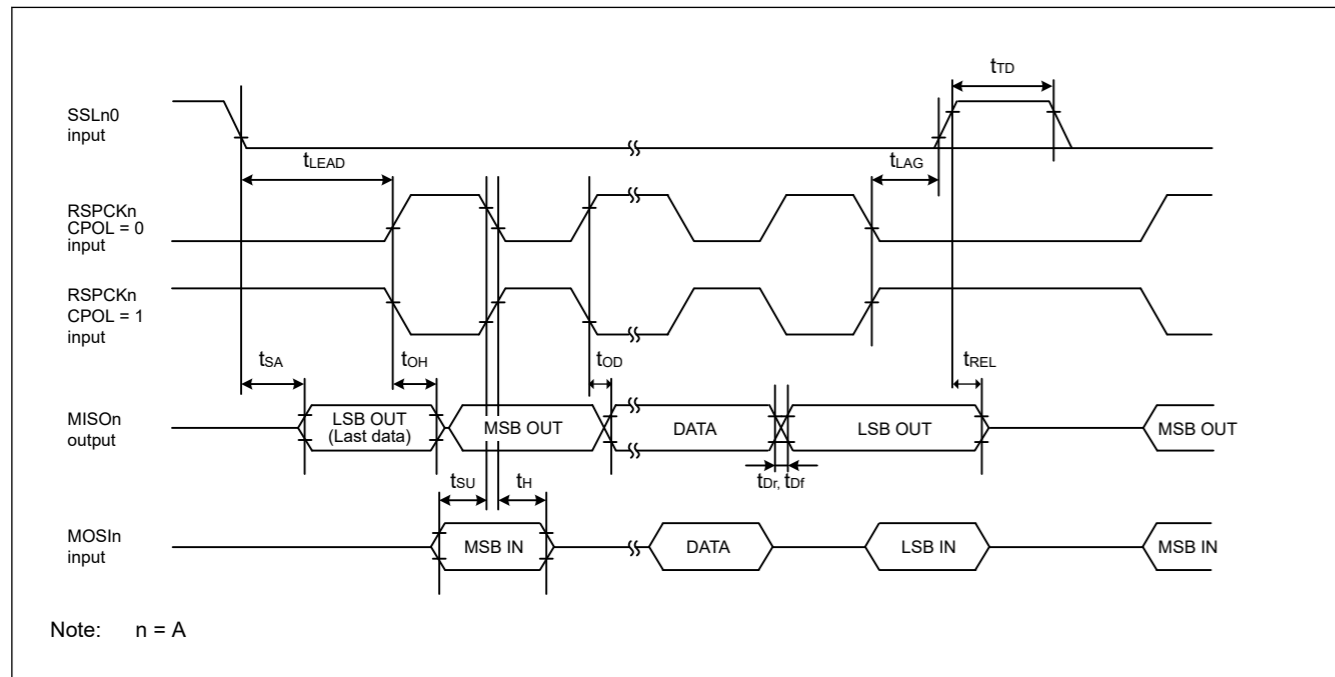 tTD
SSLn0
input
tLEAD
tLAG
RSPCKn
CPOL = 0
input
RSPCKn
CPOL = 1
input
tSA
tOH
tOD
tREL
MISOn
output
LSB OUT
(Last data)
MSB OUT
DATA
LSB OUT
MSB OUT
tSU
tH
tDr, tDf
MOSIn
input
MSB IN
DATA
LSB IN
MSB IN
Note: n = A